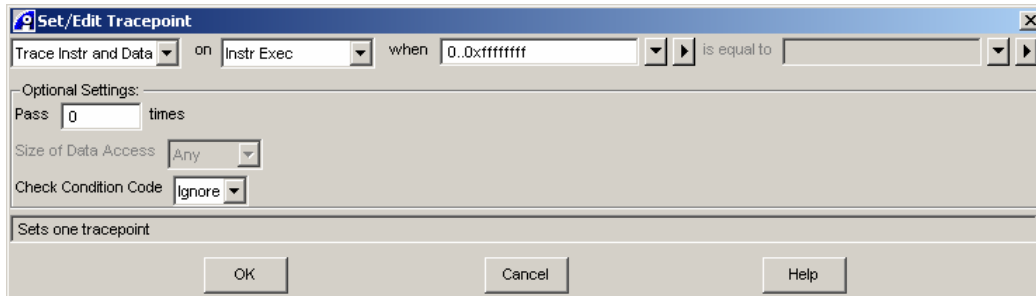 Set/Edit Tracepoint
Trace Instr and Data on Instr Exec when 0..0xffffffff is equal to
Optional Settings:
Pass 0 times
Size of Data Access Any
Check Condition Code Ignore
Sets one tracepoint
OK Cancel Help